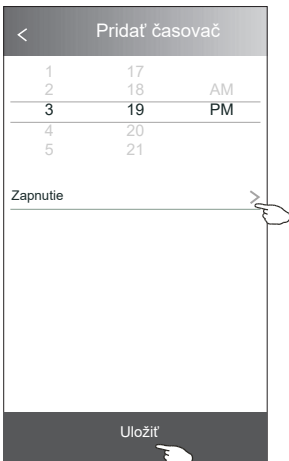 < Pridať časovač
1 17
2 18 AM
3 19 PM
4 20
5 21
Zapnutie >
Uložiť